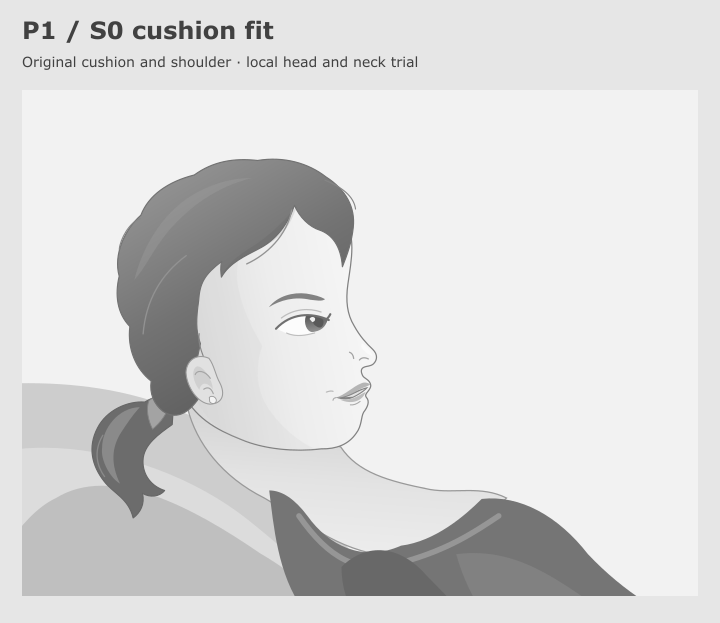 P1 / S0 cushion fit
Original cushion and shoulder · local head and neck trial